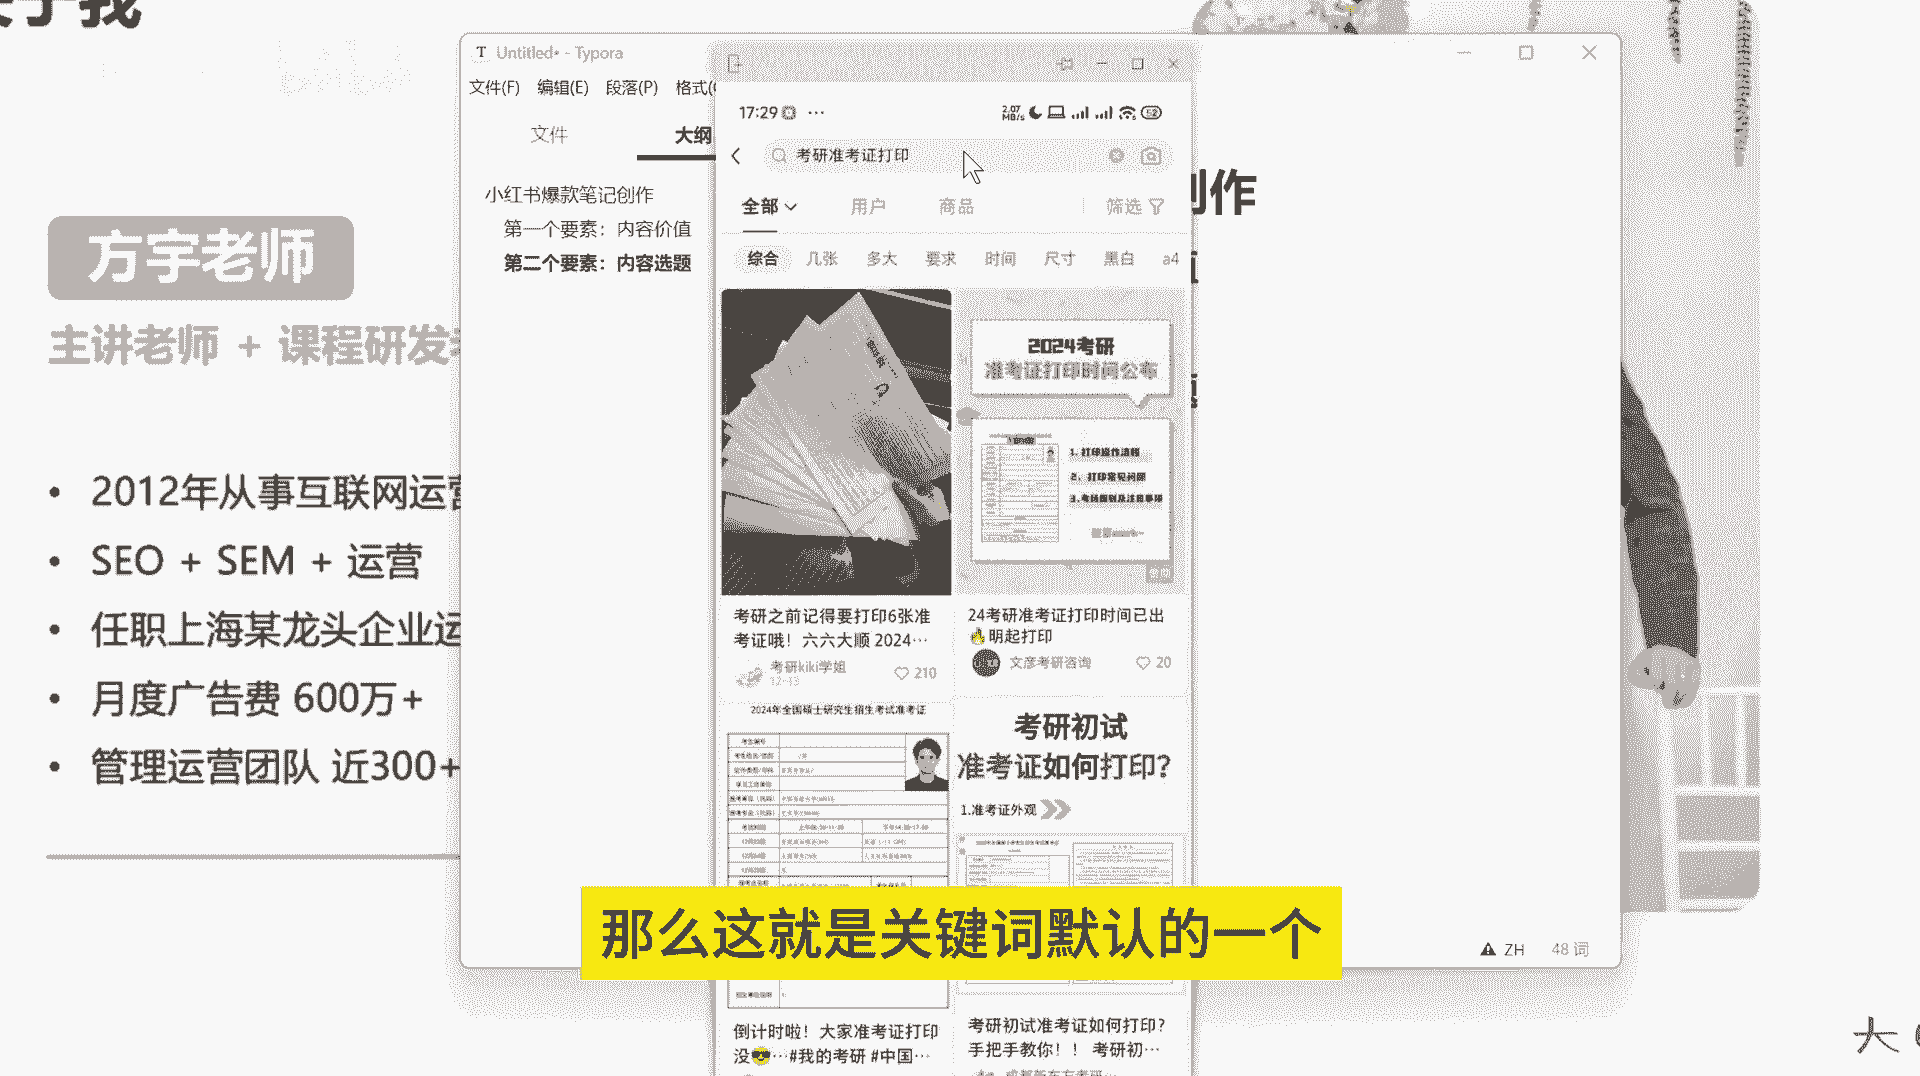 于我
方宇老师
主讲老师 + 课程研发
2012年从事互联网运营
SEO + SEM + 运营
任职上海某龙头企业运
月度广告费 600万+
管理运营团队 近300+
T Untitled• - Typora
文件(F) 编辑(E) 段落(P) 格式(
文件 大纲
小红书爆款笔记创作
第一个要素：内容价值
第二个要素：内容选题
创作
17:29 ···
2.07 MB/s 52
考研准考证打印
全部 用户 商品 筛选
综合 几张 多大 要求 时间 尺寸 黑白 a4
2024考研
准考证打印时间公布
1. 打印操作流程
2、打印常见问题
3.考场规则及注意事项
考研之前记得要打印6张准
考证哦！六六大顺 2024…
考研kiki学姐
12-13
210
24考研准考证打印时间已出
🔥明起打印
文彦考研咨询 20
2024年全国硕士研究生招生考试准考证
考研初试
准考证如何打印？
1.准考证外观
倒计时啦！大家准考证打印
没😎…#我的考研 #中国…
考研初试准考证如何打印？
手把手教你！！ 考研初…
那么这就是关键词默认的一个
ZH 48 词
大